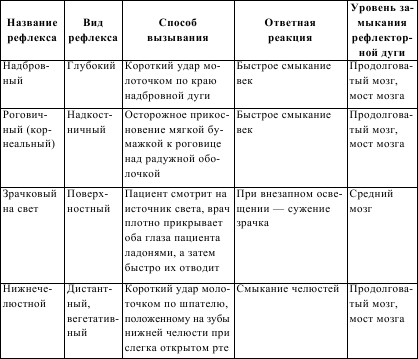 Название рефлекса | Вид рефлекса | Способ вызывания | Ответная реакция | Уровень за-
мыкания
рефлектор-
ной дуги
Надбров-
ный
Глубокий
Короткий удар мо-
лоточком по краю
надбровной дуги
Быстрое смыкание
век
Продолгова-
тый мозг,
мост мозга
Рогович-
ный (кор-
неальный)
Надкост-
ничный
Осторожное прикос-
новение мягкой бу-
мажкой к роговице
над радужной обо-
лочкой
Быстрое смыкание
век
Продолгова-
тый мозг,
мост мозга
Зрачковый
на свет
Поверх-
ностный
Пациент смотрит на
источник света, врач
плотно прикрывает
оба глаза пациента
ладонями, а затем
быстро их отводит
При внезапном осве-
щении — сужение
зрачка
Средний
мозг
Нижнече-
люстной
Дистант-
ный,
вегетатив-
ный
Короткий удар моло-
точком по шпателю,
положенному на зубы
нижней челюсти при
слегка открытом рте
Смыкание челюстей
Продолгова-
тый мозг,
мост мозга